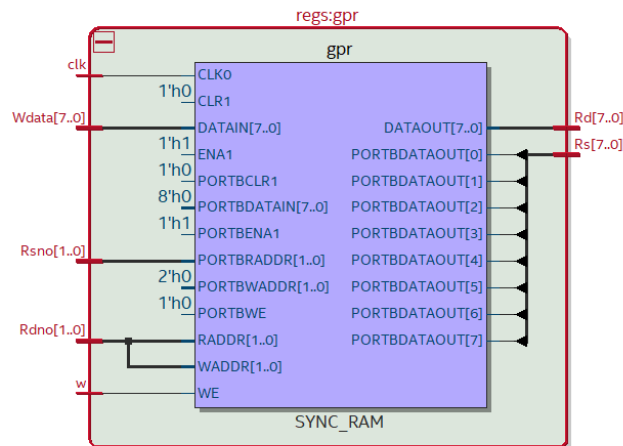 regs:gpr
gpr
clk
CLK0
1'h0
CLR1
Wdata[7..0]
DATAIN[7..0]
DATAOUT[7..0]
Rd[7..0]
1'h1
ENA1
PORTBDATAOUT[0]
Rs[7..0]
1'h0
PORTBCLR1
PORTBDATAOUT[1]
8'h0
PORTBDATAIN[7..0]
PORTBDATAOUT[2]
1'h1
PORTBENA1
PORTBDATAOUT[3]
Rsno[1..0]
PORTBRADDR[1..0]
PORTBDATAOUT[4]
2'h0
PORTBWADDR[1..0]
PORTBDATAOUT[5]
1'h0
PORTBWE
PORTBDATAOUT[6]
Rdno[1..0]
RADDR[1..0]
PORTBDATAOUT[7]
WADDR[1..0]
w
WE
SYNC_RAM